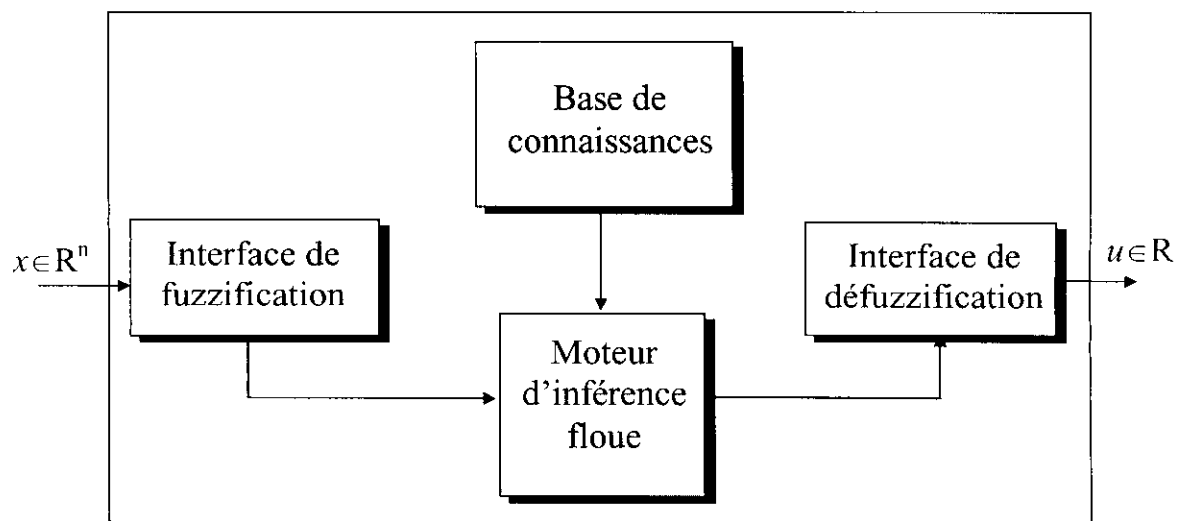 Base de
connaissances
x∈Rⁿ
Interface de
fuzzification
Interface de
défuzzification
u∈R
Moteur
d'inférence
floue